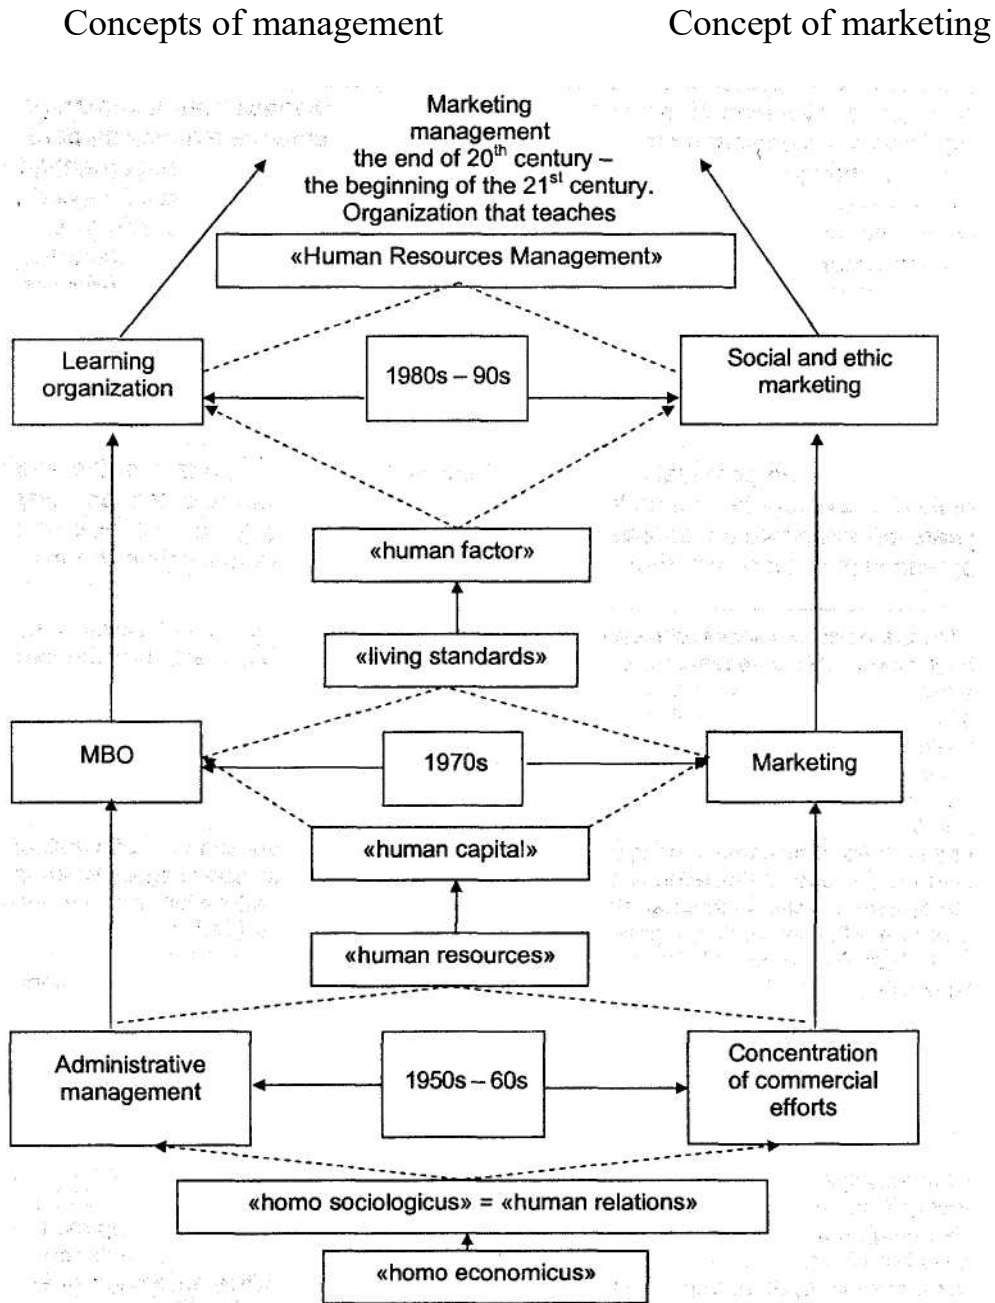 Concepts of management
Concept of marketing
Marketing
management
the end of 20th century –
the beginning of the 21st century.
Organization that teaches
«Human Resources Management»
Learning
organization
1980s – 90s
Social and ethic
marketing
«human factor»
«living standards»
MBO
1970s
Marketing
«human capital»
«human resources»
Administrative
management
1950s – 60s
Concentration
of commercial
efforts
«homo sociologicus» = «human relations»
«homo economicus»